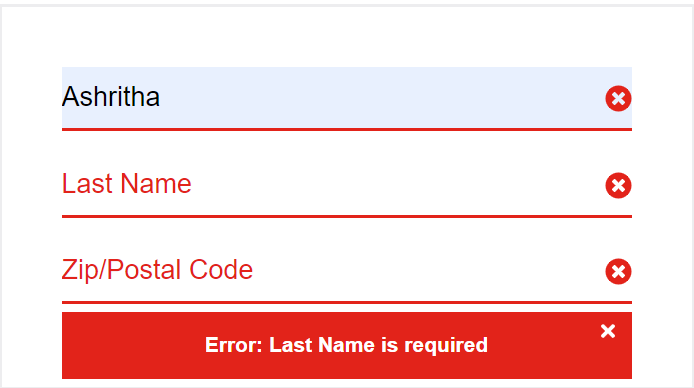 Ashritha
Last Name
Zip/Postal Code
Error: Last Name is required